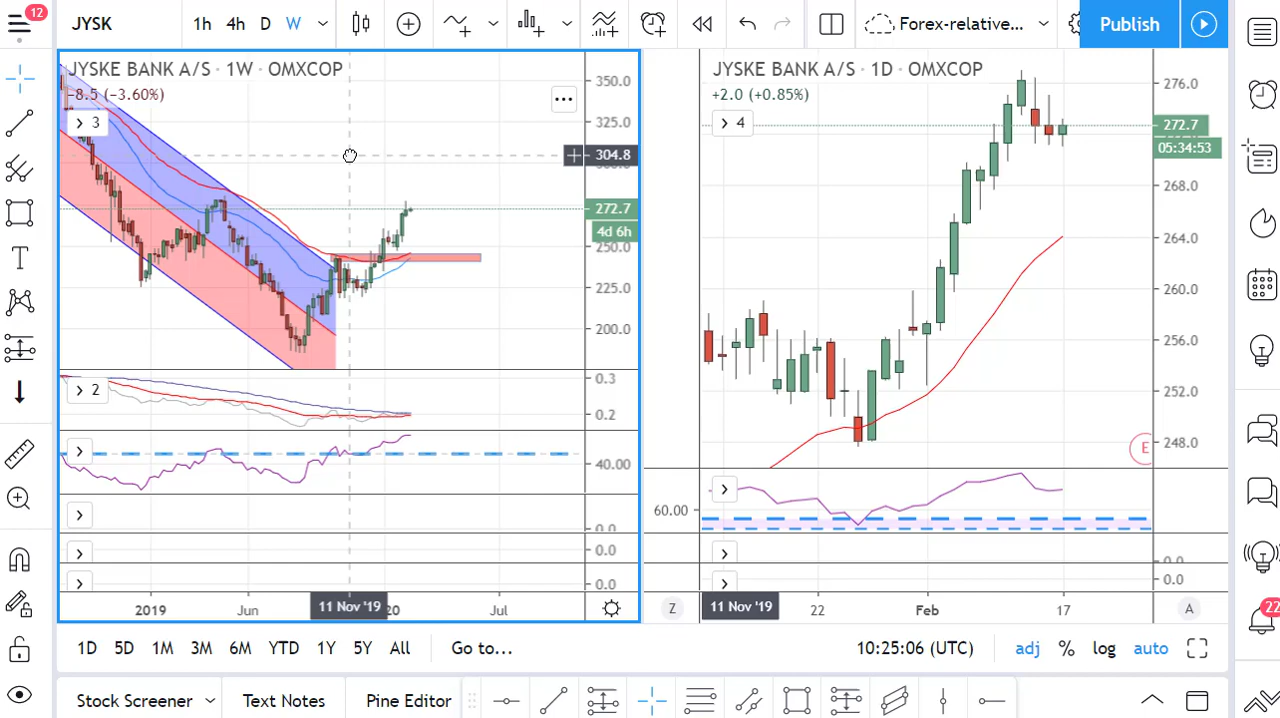 12
JYSK
1h 4h D W
Forex-relative...
Publish
JYSKE BANK A/S · 1W · OMXCOP
−8.5 (−3.60%)
3
350.0
325.0
304.8
272.7
4d 6h
250.0
225.0
200.0
2
0.3
0.2
40.00
0.0
0.0
0.0
2019 Jun 11 Nov '19 20 Jul
JYSKE BANK A/S · 1D · OMXCOP
+2.0 (+0.85%)
4
276.0
272.7
05:34:53
268.0
264.0
260.0
256.0
252.0
248.0
E
60.00
0.0
0.0
Z 11 Nov '19 22 Feb 17 A
1D 5D 1M 3M 6M YTD 1Y 5Y All Go to... 10:25:06 (UTC) adj % log auto
Stock Screener Text Notes Pine Editor
22